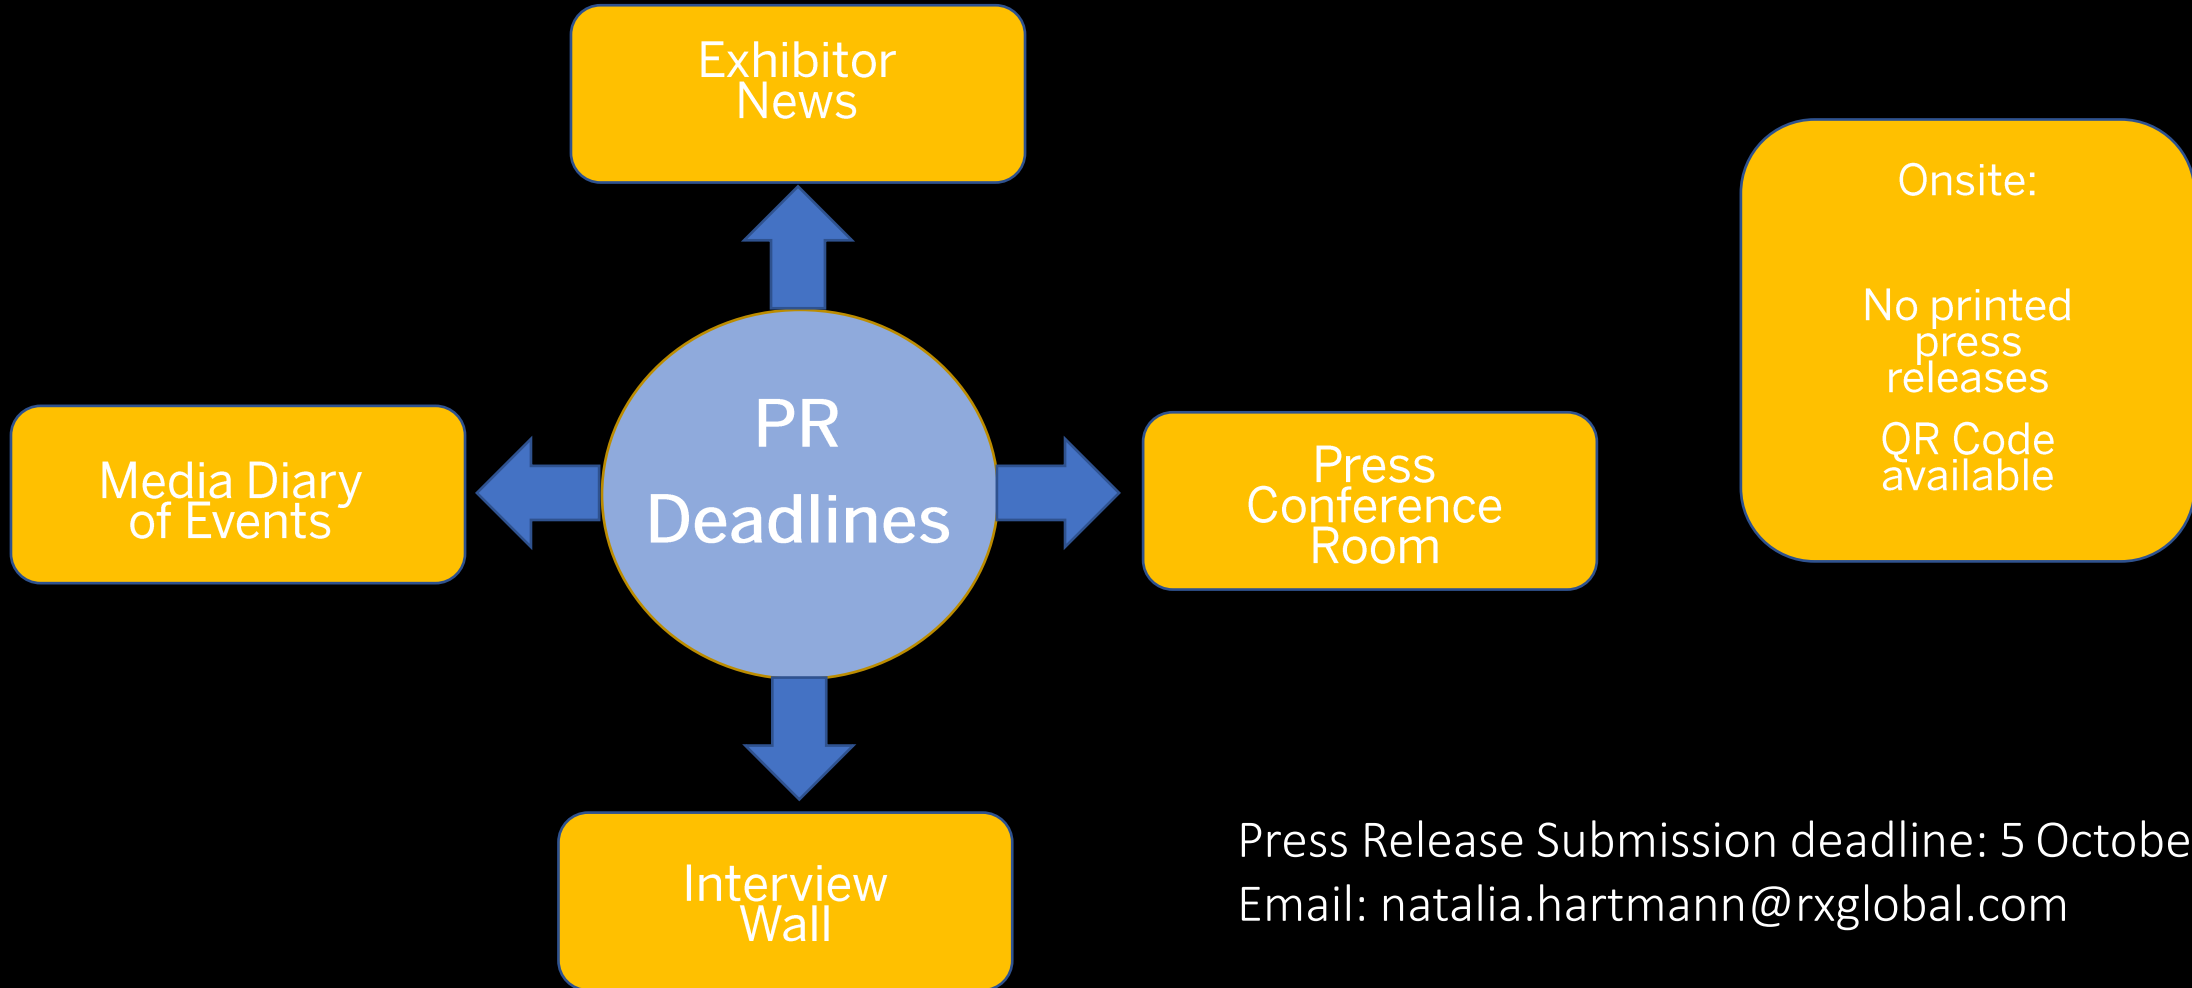 Exhibitor
News
Onsite:
No printed
press
releases
QR Code
available
PR
Deadlines
Media Diary
of Events
Press
Conference
Room
Interview
Wall
Press Release Submission deadline: 5 Octobe
Email: natalia.hartmann@rxglobal.com